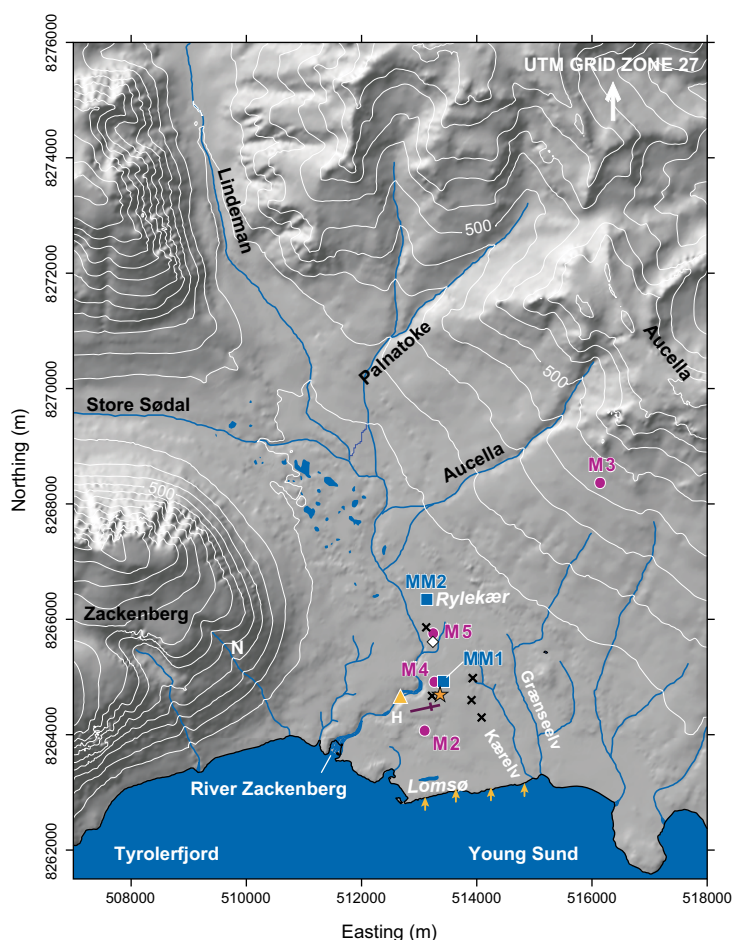 8276000
8274000
8272000
8270000
8268000
8266000
8264000
8262000
Northing (m)
UTM GRID ZONE 27
Lindeman
500
Palnatoke
Aucella
500
Store Sødal
Aucella
M3
500
MM2
Rylekær
Zackenberg
N
M5
MM1
M4
Grænseelv
H
M2
Kærelv
River Zackenberg
Lomsø
Tyrolerfjord
Young Sund
508000
510000
512000
514000
516000
518000
Easting (m)